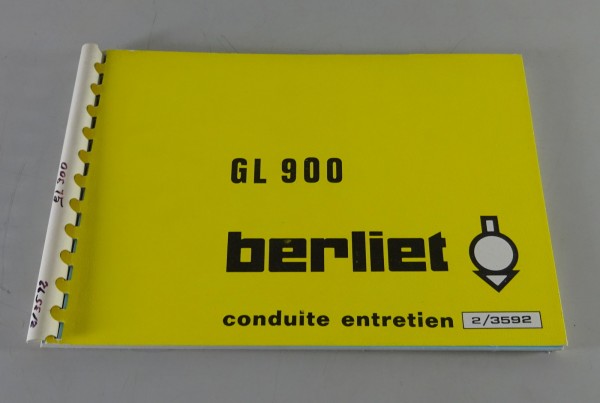 GL 900
berliet
conduite entretien 2/3592
GL 900
2/3592